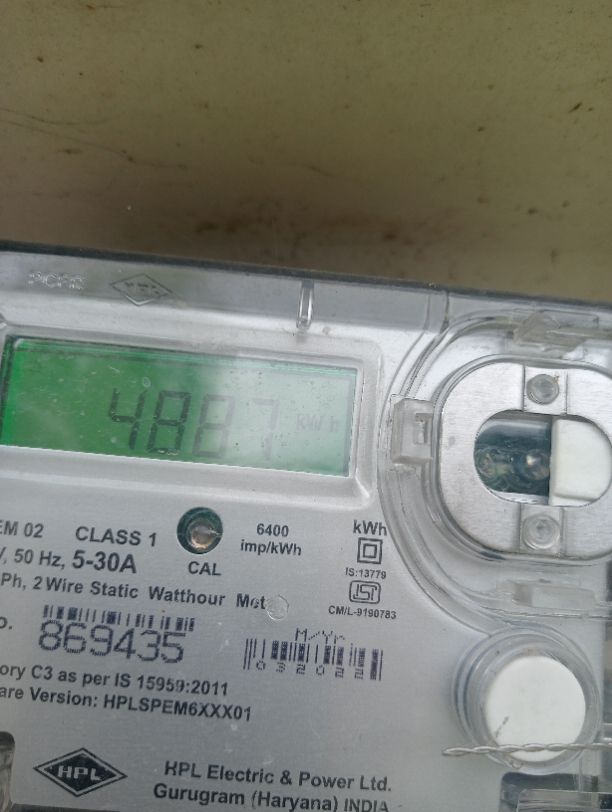 4887 kWh
EM 02 CLASS 1
6400
imp/kWh
kWh
V, 50 Hz, 5-30A
CAL
IS:13779
Ph, 2 Wire Static Watthour Met
CM/L-9190783
o.
869435
M/Yr
032021
ory C3 as per IS 15959:2011
are Version: HPLSPEM6XXX01
HPL
HPL Electric & Power Ltd.
Gurugram (Haryana) INDIA